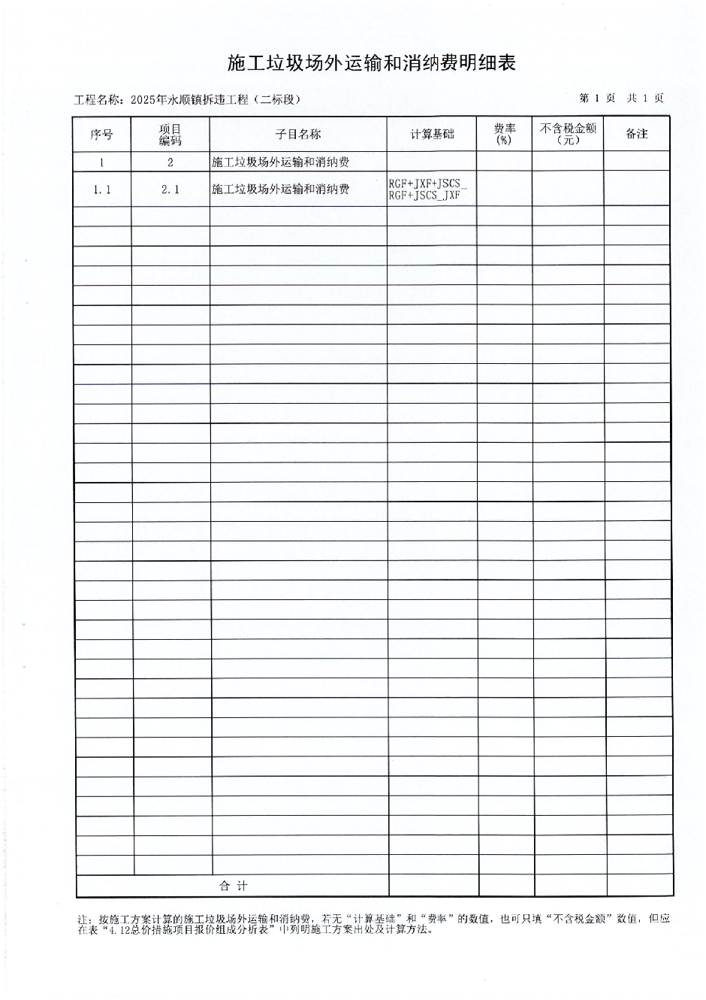 施工垃圾场外运输和消纳费明细表
工程名称：2025年永顺镇拆违工程（二标段）
第 1 页 共 1 页
序号 项目编码 子目名称 计算基础 费率(%) 不含税金额（元） 备注
1 2 施工垃圾场外运输和消纳费
1.1 2.1 施工垃圾场外运输和消纳费 RGF+JXF+JSCS_RGF+JSCS_JXF
合 计
注：按施工方案计算的施工垃圾场外运输和消纳费，若无“计算基础”和“费率”的数值，也可只填“不含税金额”数值，但应
在表“4.12总价措施项目报价组成分析表”中列明施工方案出处及计算方法。